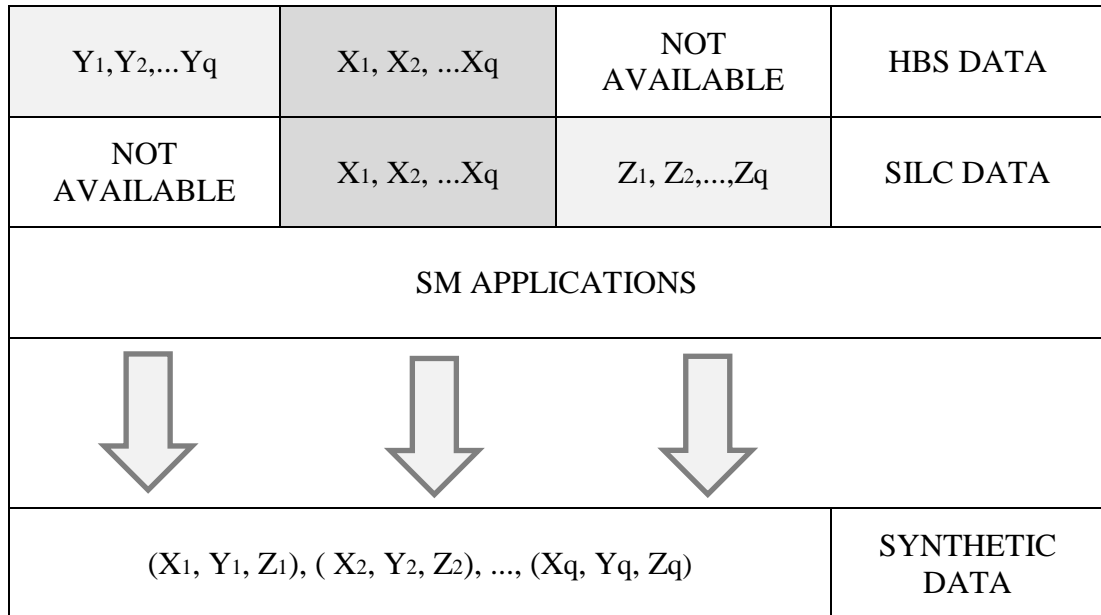 Y1,Y2,...Yq
X1, X2, ...Xq
NOT
AVAILABLE
HBS DATA
NOT
AVAILABLE
X1, X2, ...Xq
Z1, Z2,...,Zq
SILC DATA
SM APPLICATIONS
(X1, Y1, Z1), ( X2, Y2, Z2), ..., (Xq, Yq, Zq)
SYNTHETIC
DATA